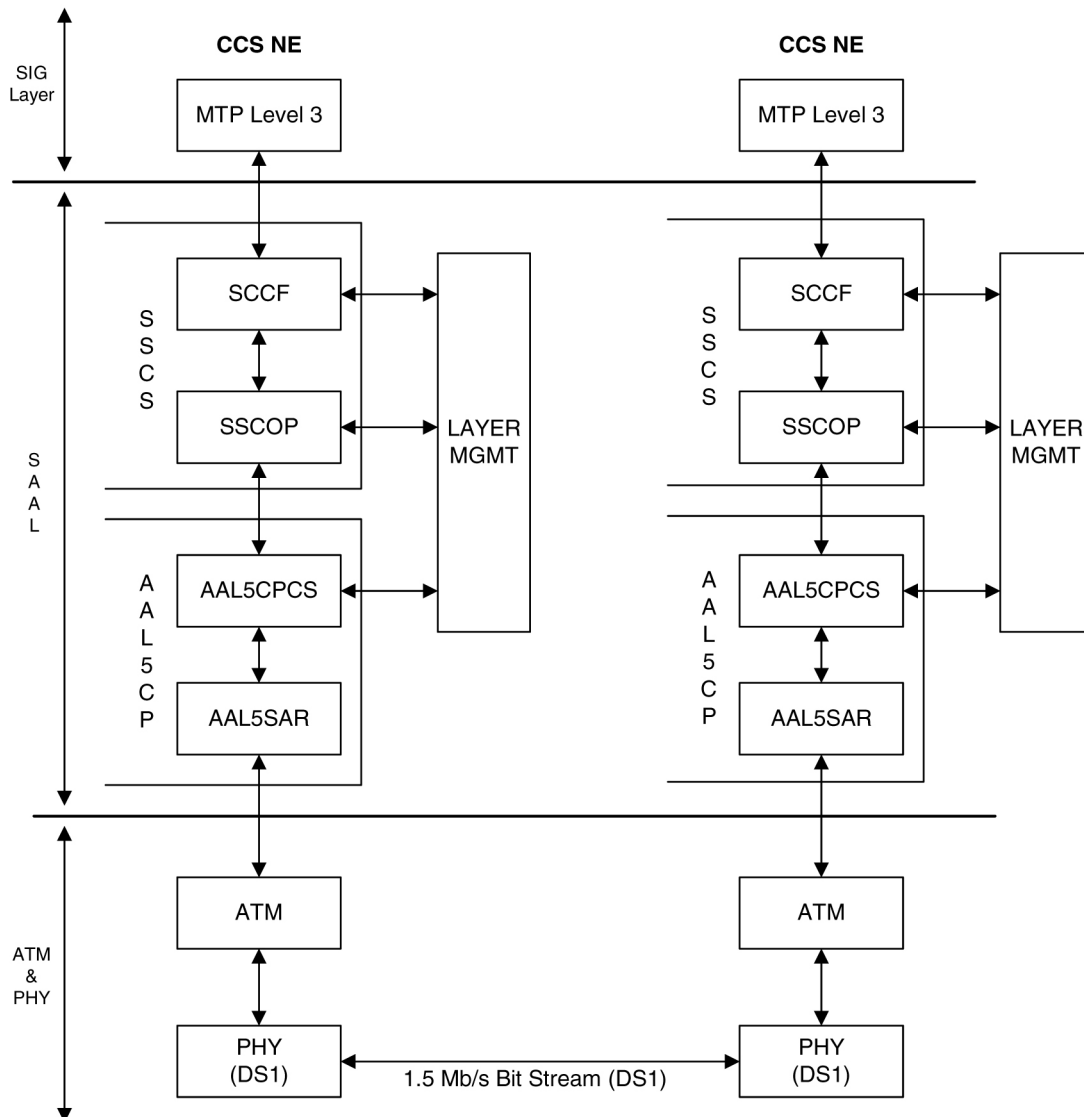 CCS NE
CCS NE
SIG
Layer
MTP Level 3
MTP Level 3
SCCF
SCCF
S
S
C
S
S
S
C
S
SSCOP
SSCOP
LAYER
MGMT
LAYER
MGMT
S
A
A
L
AAL5CPCS
AAL5CPCS
A
A
L
5
C
P
A
A
L
5
C
P
AAL5SAR
AAL5SAR
ATM
ATM
ATM
&
PHY
PHY
(DS1)
1.5 Mb/s Bit Stream (DS1)
PHY
(DS1)